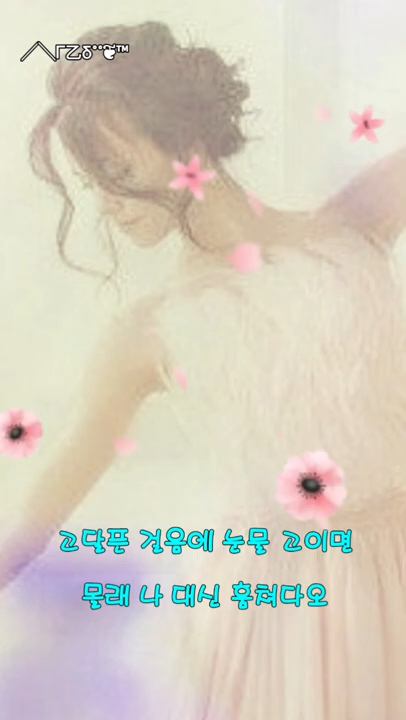 고단픈 걸음에 눈물 고이면
몰래 나 대신 훔쳐다오